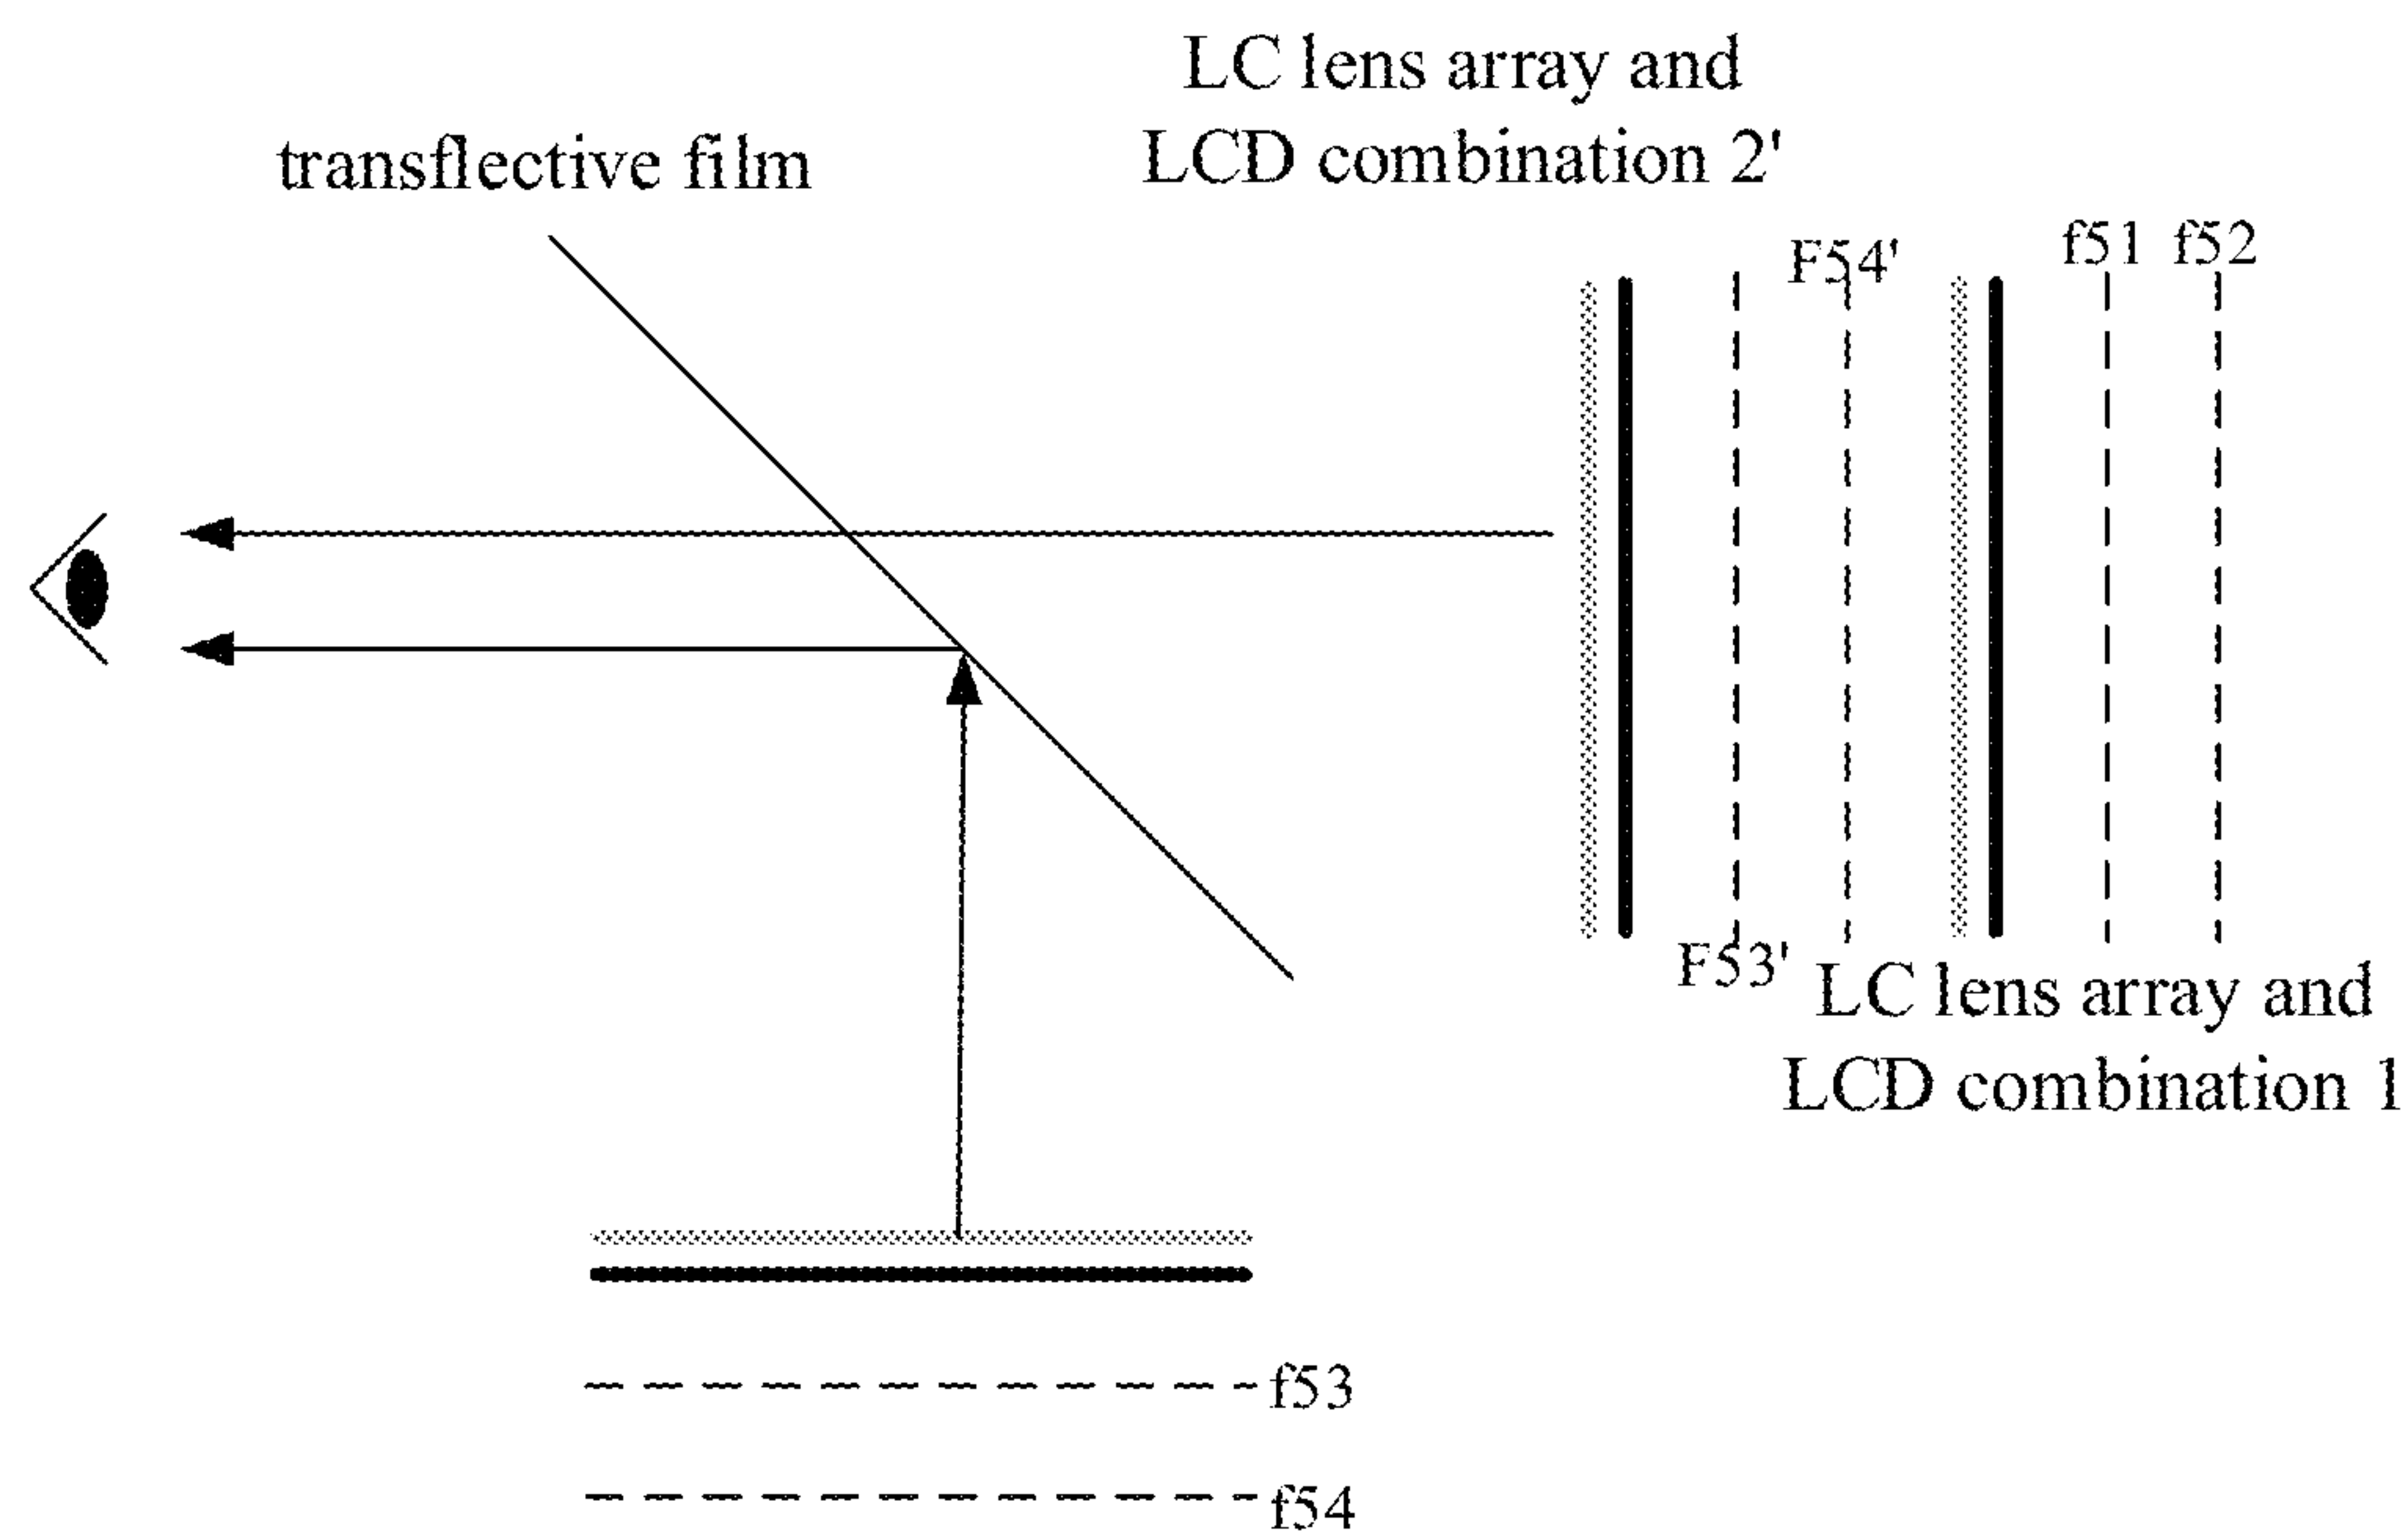 LC lens array and
LCD combination 2'
transflective film
f51 f52
F54'
F53'
LC lens array and
LCD combination 1
f53
f54